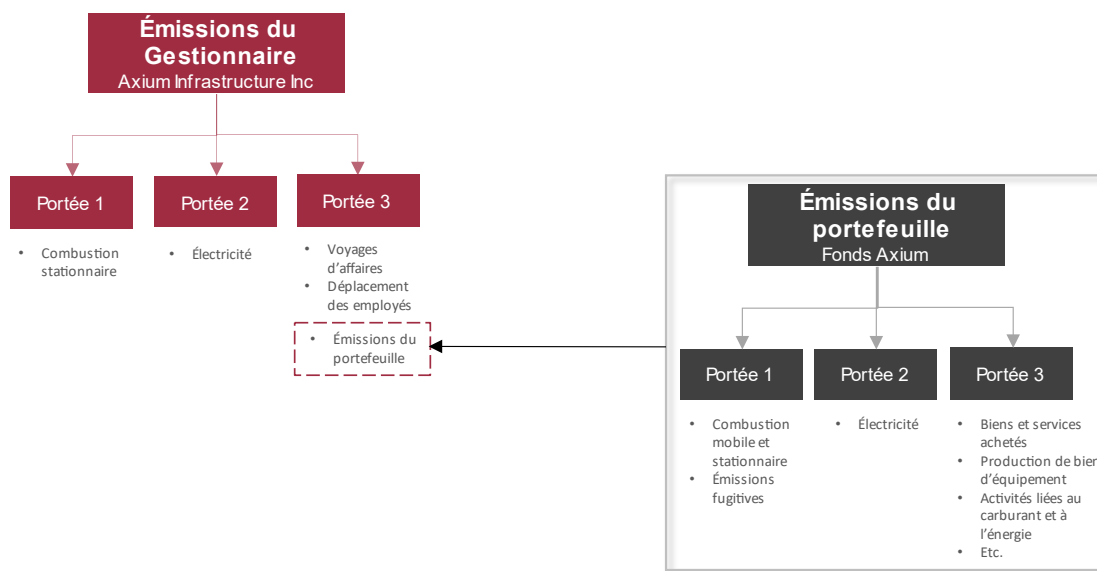 Émissions du
Gestionnaire
Axium Infrastructure Inc
Portée 1
Portée 2
Portée 3
• Combustion
stationnaire
• Électricité
• Voyages
d'affaires
• Déplacement
des employés
• Émissions du
portefeuille
Émissions du
portefeuille
Fonds Axium
Portée 1
Portée 2
Portée 3
• Combustion
mobile et
stationnaire
• Émissions
fugitives
• Électricité
• Biens et services
achetés
• Production de bien
d'équipement
• Activités liées au
carburant et à
l'énergie
• Etc.